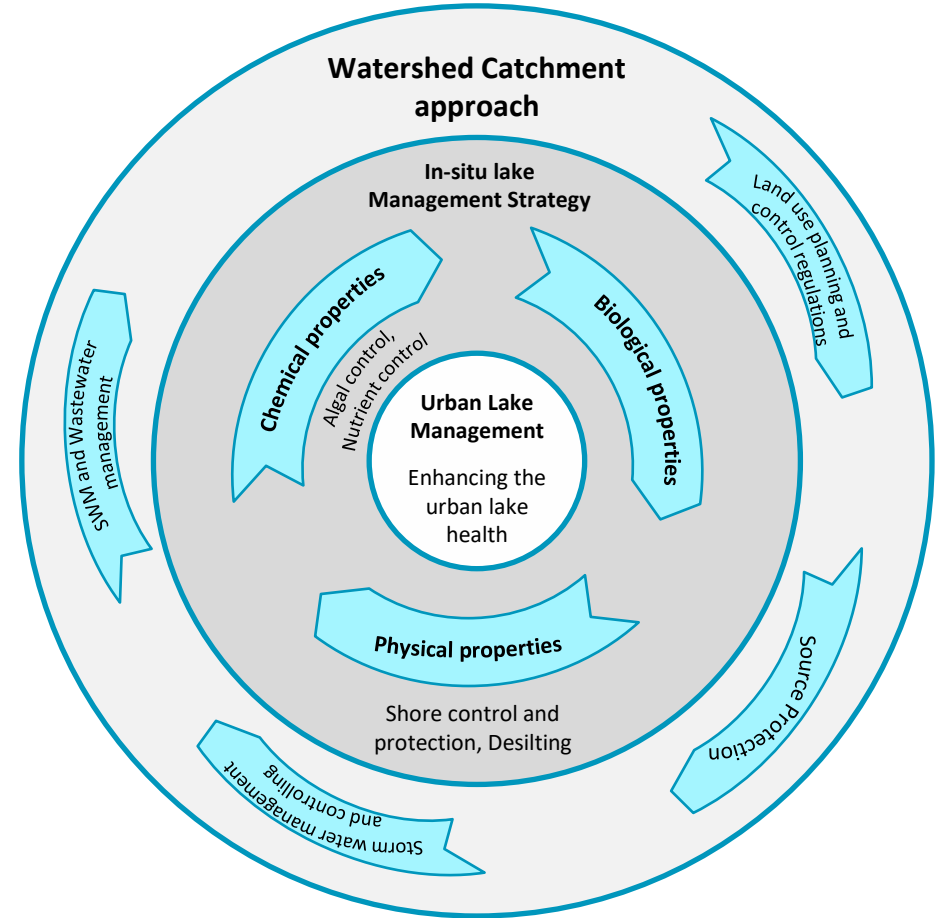 Watershed Catchment
approach
In-situ lake
Management Strategy
Chemical properties
Algal control,
Nutrient control
Biological properties
Urban Lake
Management
Enhancing the
urban lake
health
Physical properties
Shore control and
protection, Desilting
Land use planning and
control regulations
Source Protection
Storm water management
and controlling
SWM and Wastewater
management